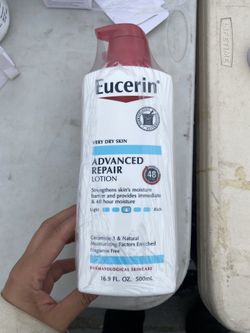 Eucerin
VERY DRY SKIN
ADVANCED
REPAIR
LOTION
48
Strengthens skin's moisture
barrier and provides immediate
& 48 hour moisture
Light
Rich
Ceramide 3 & Natural
Moisturizing Factors Enriched
Fragrance Free
DERMATOLOGICAL SKINCARE
16.9 FL. OZ. 500mL
LIFETIME